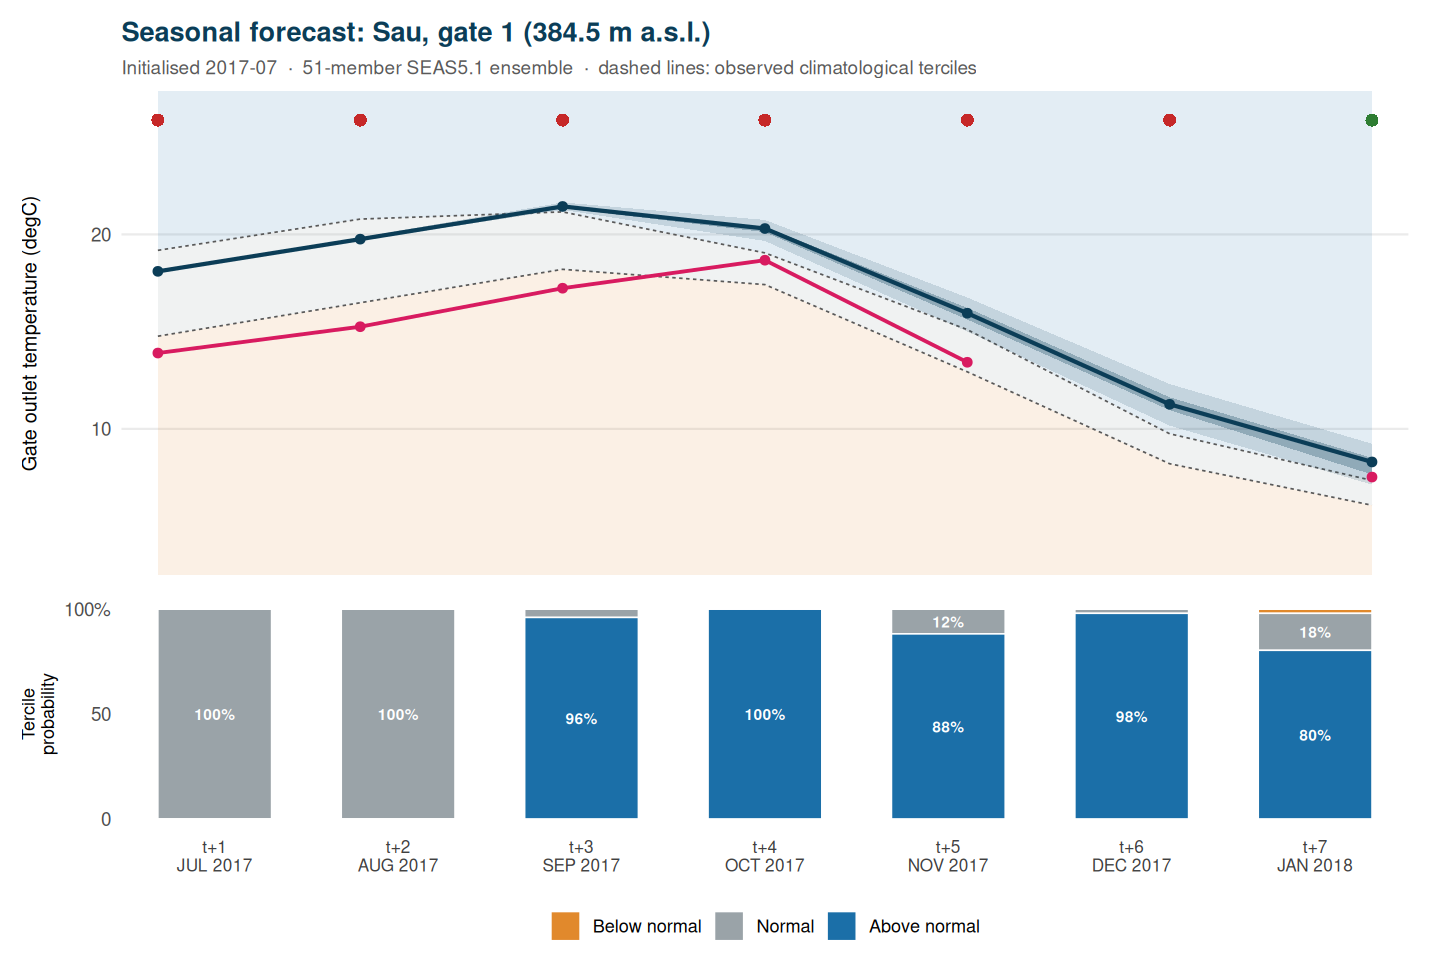 Seasonal forecast: Sau, gate 1 (384.5 m a.s.l.)
Initialised 2017-07 · 51-member SEAS5.1 ensemble · dashed lines: observed climatological terciles
Gate outlet temperature (degC)
20
10
Tercile
probability
100%
50
0
100%
100%
96%
100%
12%
88%
98%
18%
80%
t+1
JUL 2017
t+2
AUG 2017
t+3
SEP 2017
t+4
OCT 2017
t+5
NOV 2017
t+6
DEC 2017
t+7
JAN 2018
Below normal
Normal
Above normal